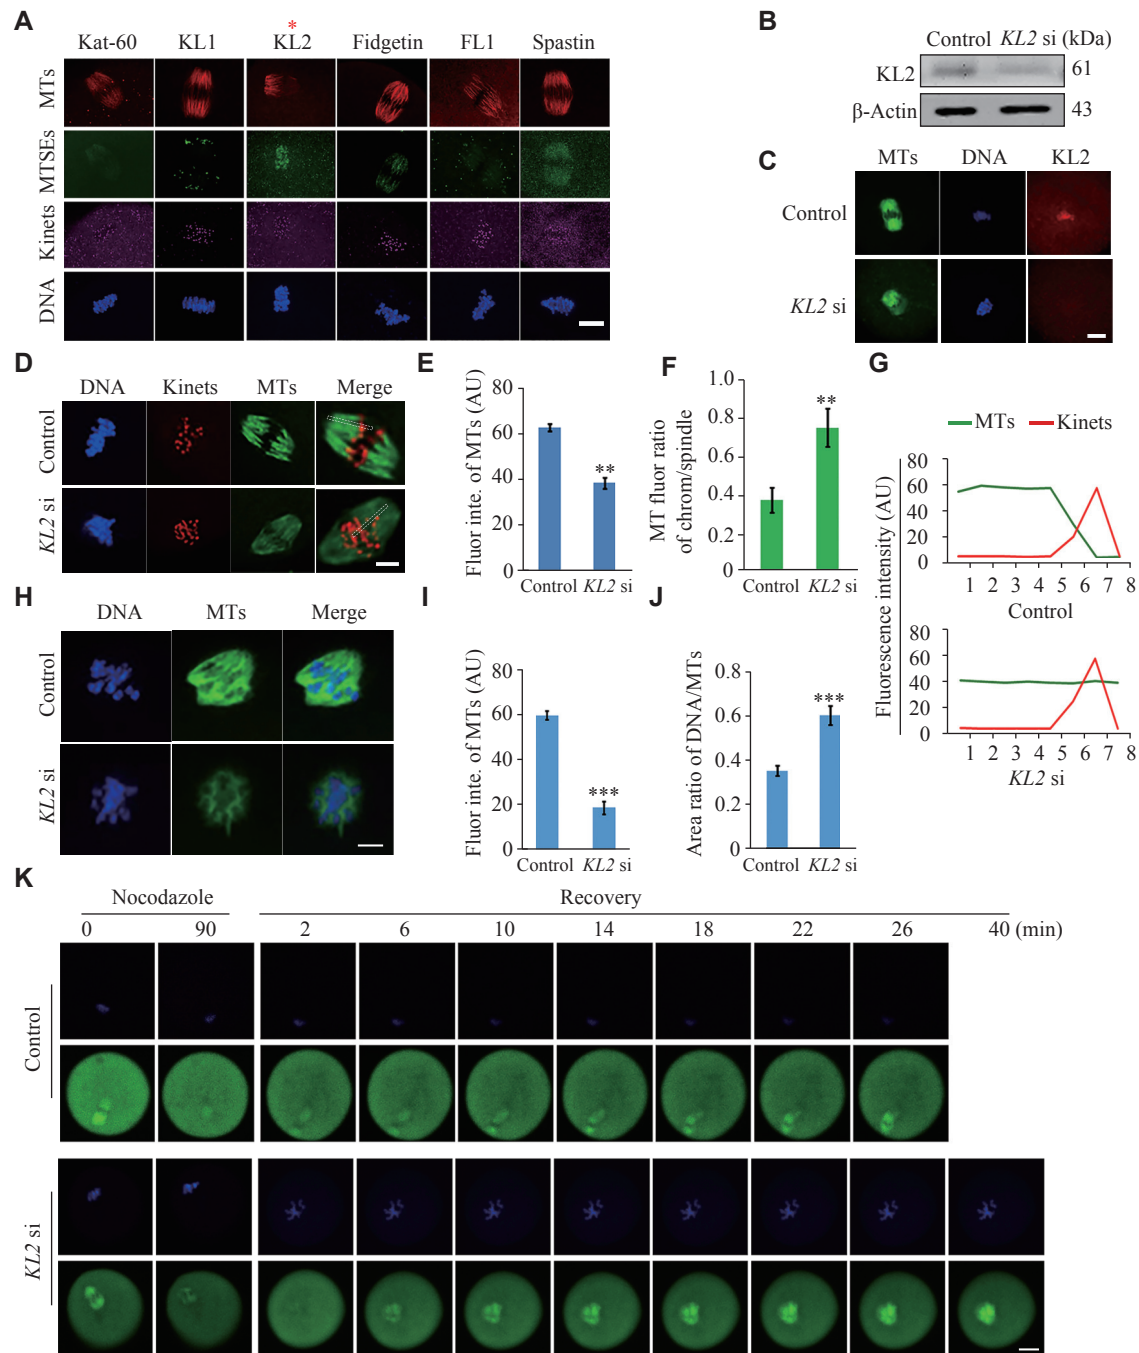 A
Kat-60 KL1 KL2 Fidgetin FL1 Spastin
*
MTs
MTSEs
Kinets
DNA
B
Control KL2 si (kDa)
KL2 61
β-Actin 43
C
MTs DNA KL2
Control
KL2 si
D
DNA Kinets MTs Merge
Control
KL2 si
E
Fluor inte. of MTs (AU)
80
60
40
20
0
**
Control KL2 si
F
MT fluor ratio
of chrom/spindle
1.0
0.8
0.6
0.4
0.2
0
**
Control KL2 si
G
MTs Kinets
Fluorescence intensity (AU)
80
60
40
20
0
1 2 3 4 5 6 7 8
Control
80
60
40
20
0
1 2 3 4 5 6 7 8
KL2 si
H
DNA MTs Merge
Control
KL2 si
I
Fluor inte. of MTs (AU)
80
60
40
20
0
***
Control KL2 si
J
Area ratio of DNA/MTs
0.8
0.6
0.4
0.2
0
***
Control KL2 si
K
Nocodazole Recovery
0 90 2 6 10 14 18 22 26 40 (min)
Control
KL2 si